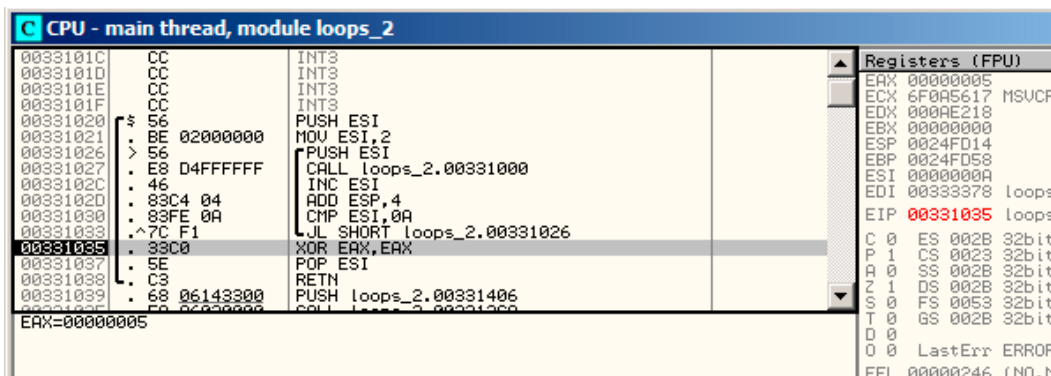 C CPU - main thread, module loops_2
0033101C CC INT3
0033101D CC INT3
0033101E CC INT3
0033101F CC INT3
00331020 $ 56 PUSH ESI
00331021 . BE 02000000 MOV ESI,2
00331026 > 56 PUSH ESI
00331027 . E8 D4FFFFFF CALL loops_2.00331000
0033102C . 46 INC ESI
0033102D . 83C4 04 ADD ESP,4
00331030 . 83FE 0A CMP ESI,0A
00331033 .^7C F1 JL SHORT loops_2.00331026
00331035 . 33C0 XOR EAX,EAX
00331037 . 5E POP ESI
00331038 . C3 RETN
00331039 . 68 06143300 PUSH loops_2.00331406
EAX=00000005
Registers (FPU)
EAX 00000005
ECX 6F0A5617 MSVCR
EDX 000AE218
EBX 00000000
ESP 0024FD14
EBP 0024FD58
ESI 0000000A
EDI 00333378 loops
EIP 00331035 loops
C 0 ES 002B 32bit
P 1 CS 0023 32bit
A 0 SS 002B 32bit
Z 1 DS 002B 32bit
S 0 FS 0053 32bit
T 0 GS 002B 32bit
D 0
O 0 LastErr ERROR
EFL 00000246 (NO,N